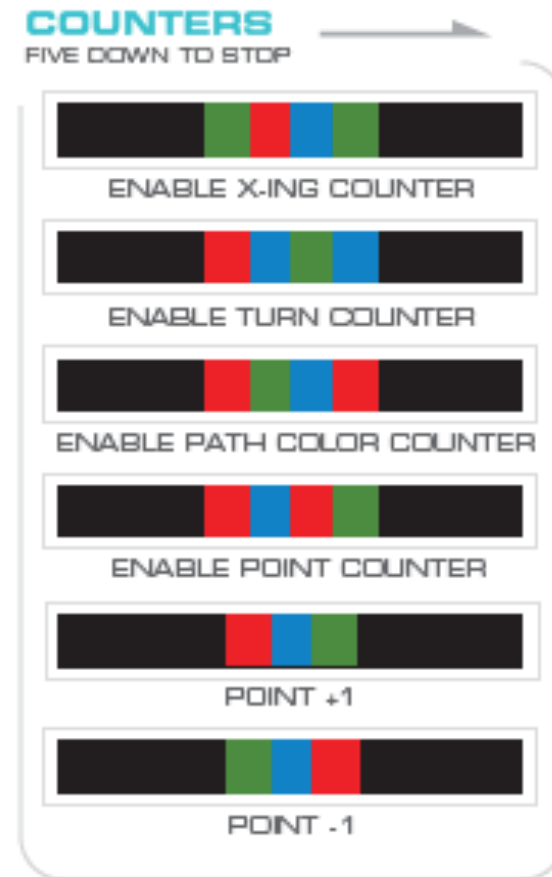 COUNTERS
FIVE DOWN TO STOP
ENABLE X-ING COUNTER
ENABLE TURN COUNTER
ENABLE PATH COLOR COUNTER
ENABLE POINT COUNTER
POINT +1
POINT -1